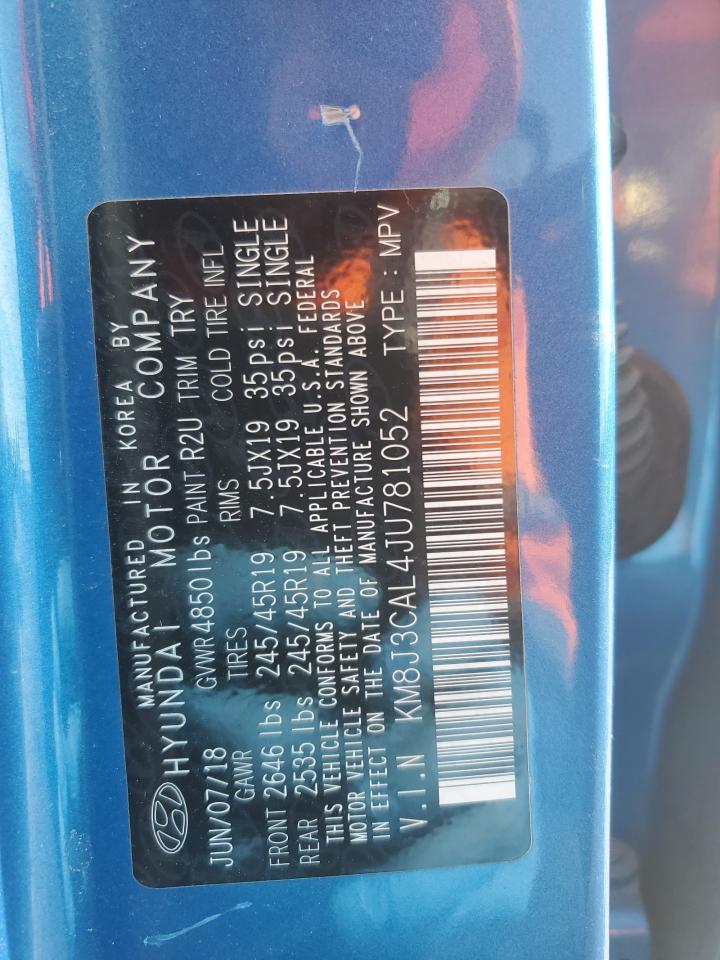 MANUFACTURED IN KOREA BY
HYUNDAI MOTOR COMPANY
JUN/07/18 GVWR 4850 lbs PAINT R2U TRIM TRY
GAWR TIRES RIMS COLD TIRE INFL
FRONT 2646 lbs 245/45R19 7.5JX19 35psi SINGLE
REAR 2535 lbs 245/45R19 7.5JX19 35psi SINGLE
THIS VEHICLE CONFORMS TO ALL APPLICABLE U.S.A. FEDERAL
MOTOR VEHICLE SAFETY AND THEFT PREVENTION STANDARDS
IN EFFECT ON THE DATE OF MANUFACTURE SHOWN ABOVE
V.I.N KM8J3CAL4JU781052 TYPE : MPV